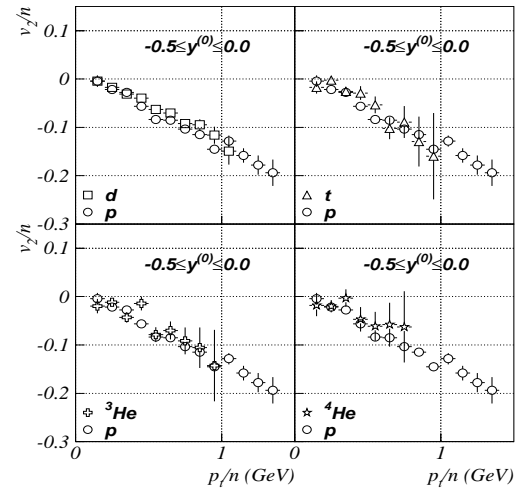 v₂/n
0.1
0
-0.1
-0.2
-0.3
-0.5≤y⁽⁰⁾≤0.0
d
p
-0.5≤y⁽⁰⁾≤0.0
t
p
v₂/n
0.1
0
-0.1
-0.2
-0.3
-0.5≤y⁽⁰⁾≤0.0
³He
p
-0.5≤y⁽⁰⁾≤0.0
⁴He
p
0 1 0 1
pₜ/n (GeV) pₜ/n (GeV)